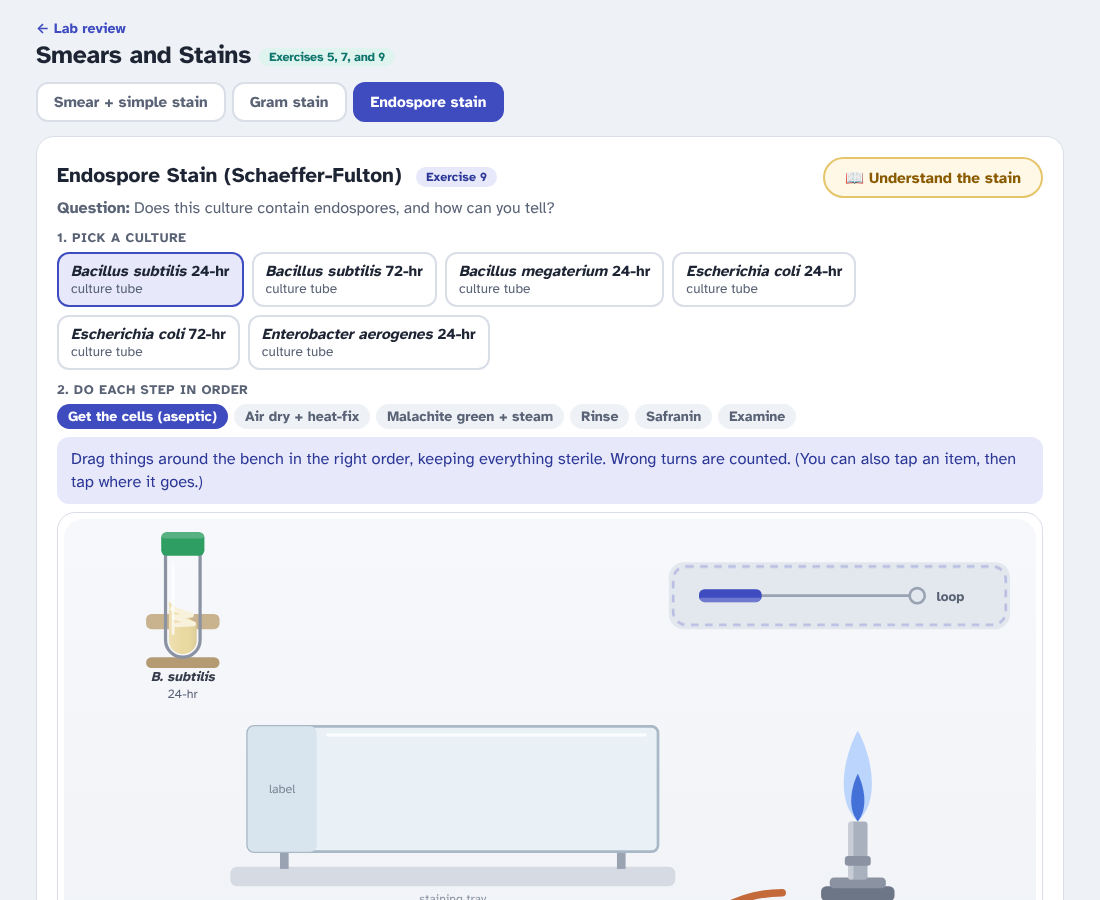 ← Lab review
Smears and Stains Exercises 5, 7, and 9
Smear + simple stain Gram stain Endospore stain
Endospore Stain (Schaeffer-Fulton) Exercise 9
📖 Understand the stain
Question: Does this culture contain endospores, and how can you tell?
1. PICK A CULTURE
Bacillus subtilis 24-hr
culture tube
Bacillus subtilis 72-hr
culture tube
Bacillus megaterium 24-hr
culture tube
Escherichia coli 24-hr
culture tube
Escherichia coli 72-hr
culture tube
Enterobacter aerogenes 24-hr
culture tube
2. DO EACH STEP IN ORDER
Get the cells (aseptic) Air dry + heat-fix Malachite green + steam Rinse Safranin Examine
Drag things around the bench in the right order, keeping everything sterile. Wrong turns are counted. (You can also tap an item, then
tap where it goes.)
loop
B. subtilis
24-hr
label
staining tray